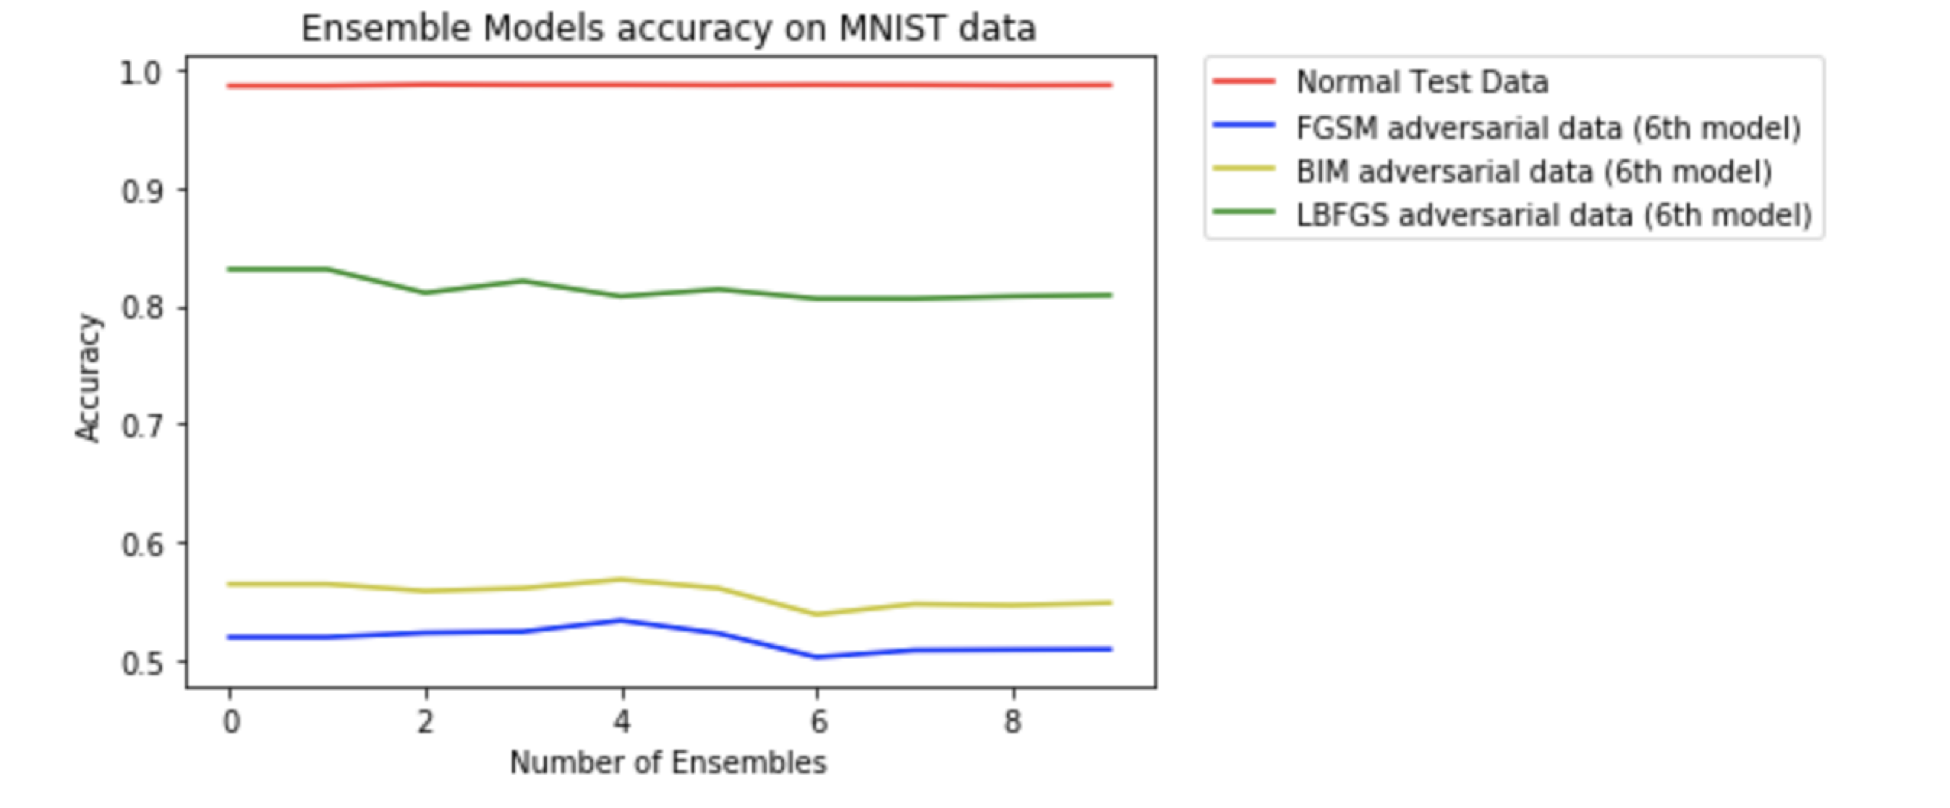 Ensemble Models accuracy on MNIST data
1.0
0.9
0.8
0.7
0.6
0.5
Accuracy
0 2 4 6 8
Number of Ensembles
Normal Test Data
FGSM adversarial data (6th model)
BIM adversarial data (6th model)
LBFGS adversarial data (6th model)